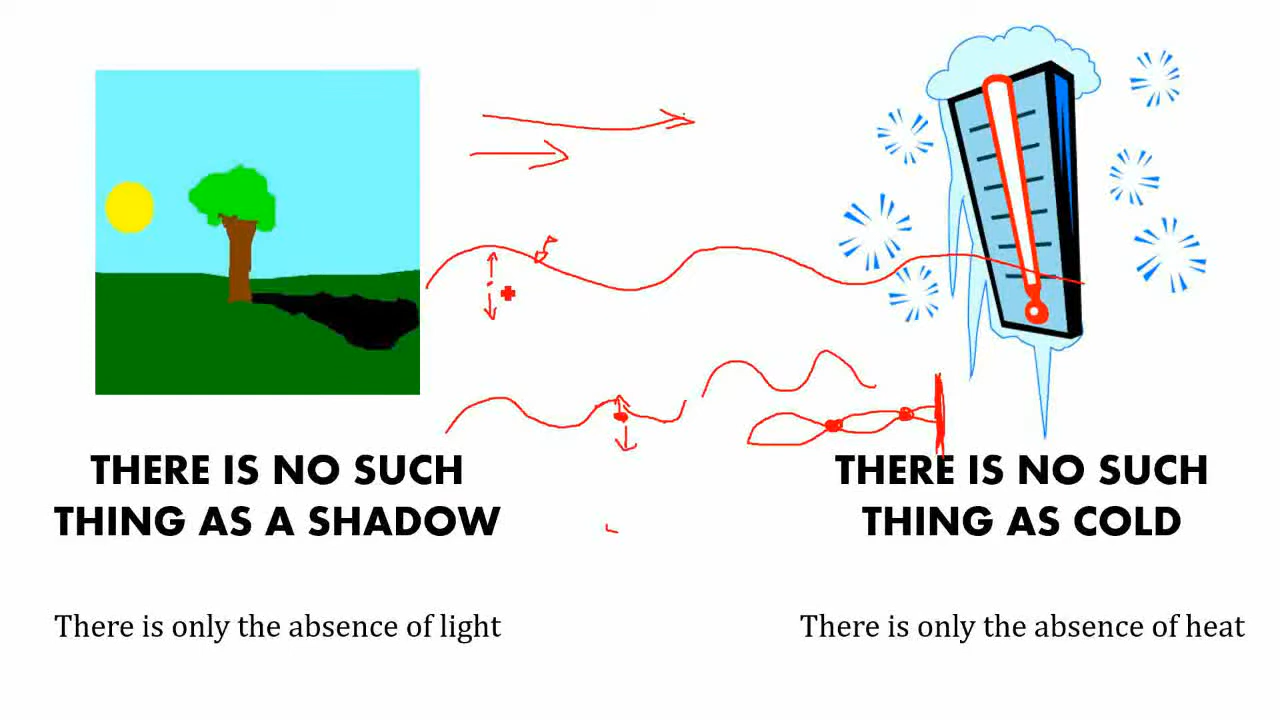 THERE IS NO SUCH
THING AS A SHADOW
There is only the absence of light
THERE IS NO SUCH
THING AS COLD
There is only the absence of heat